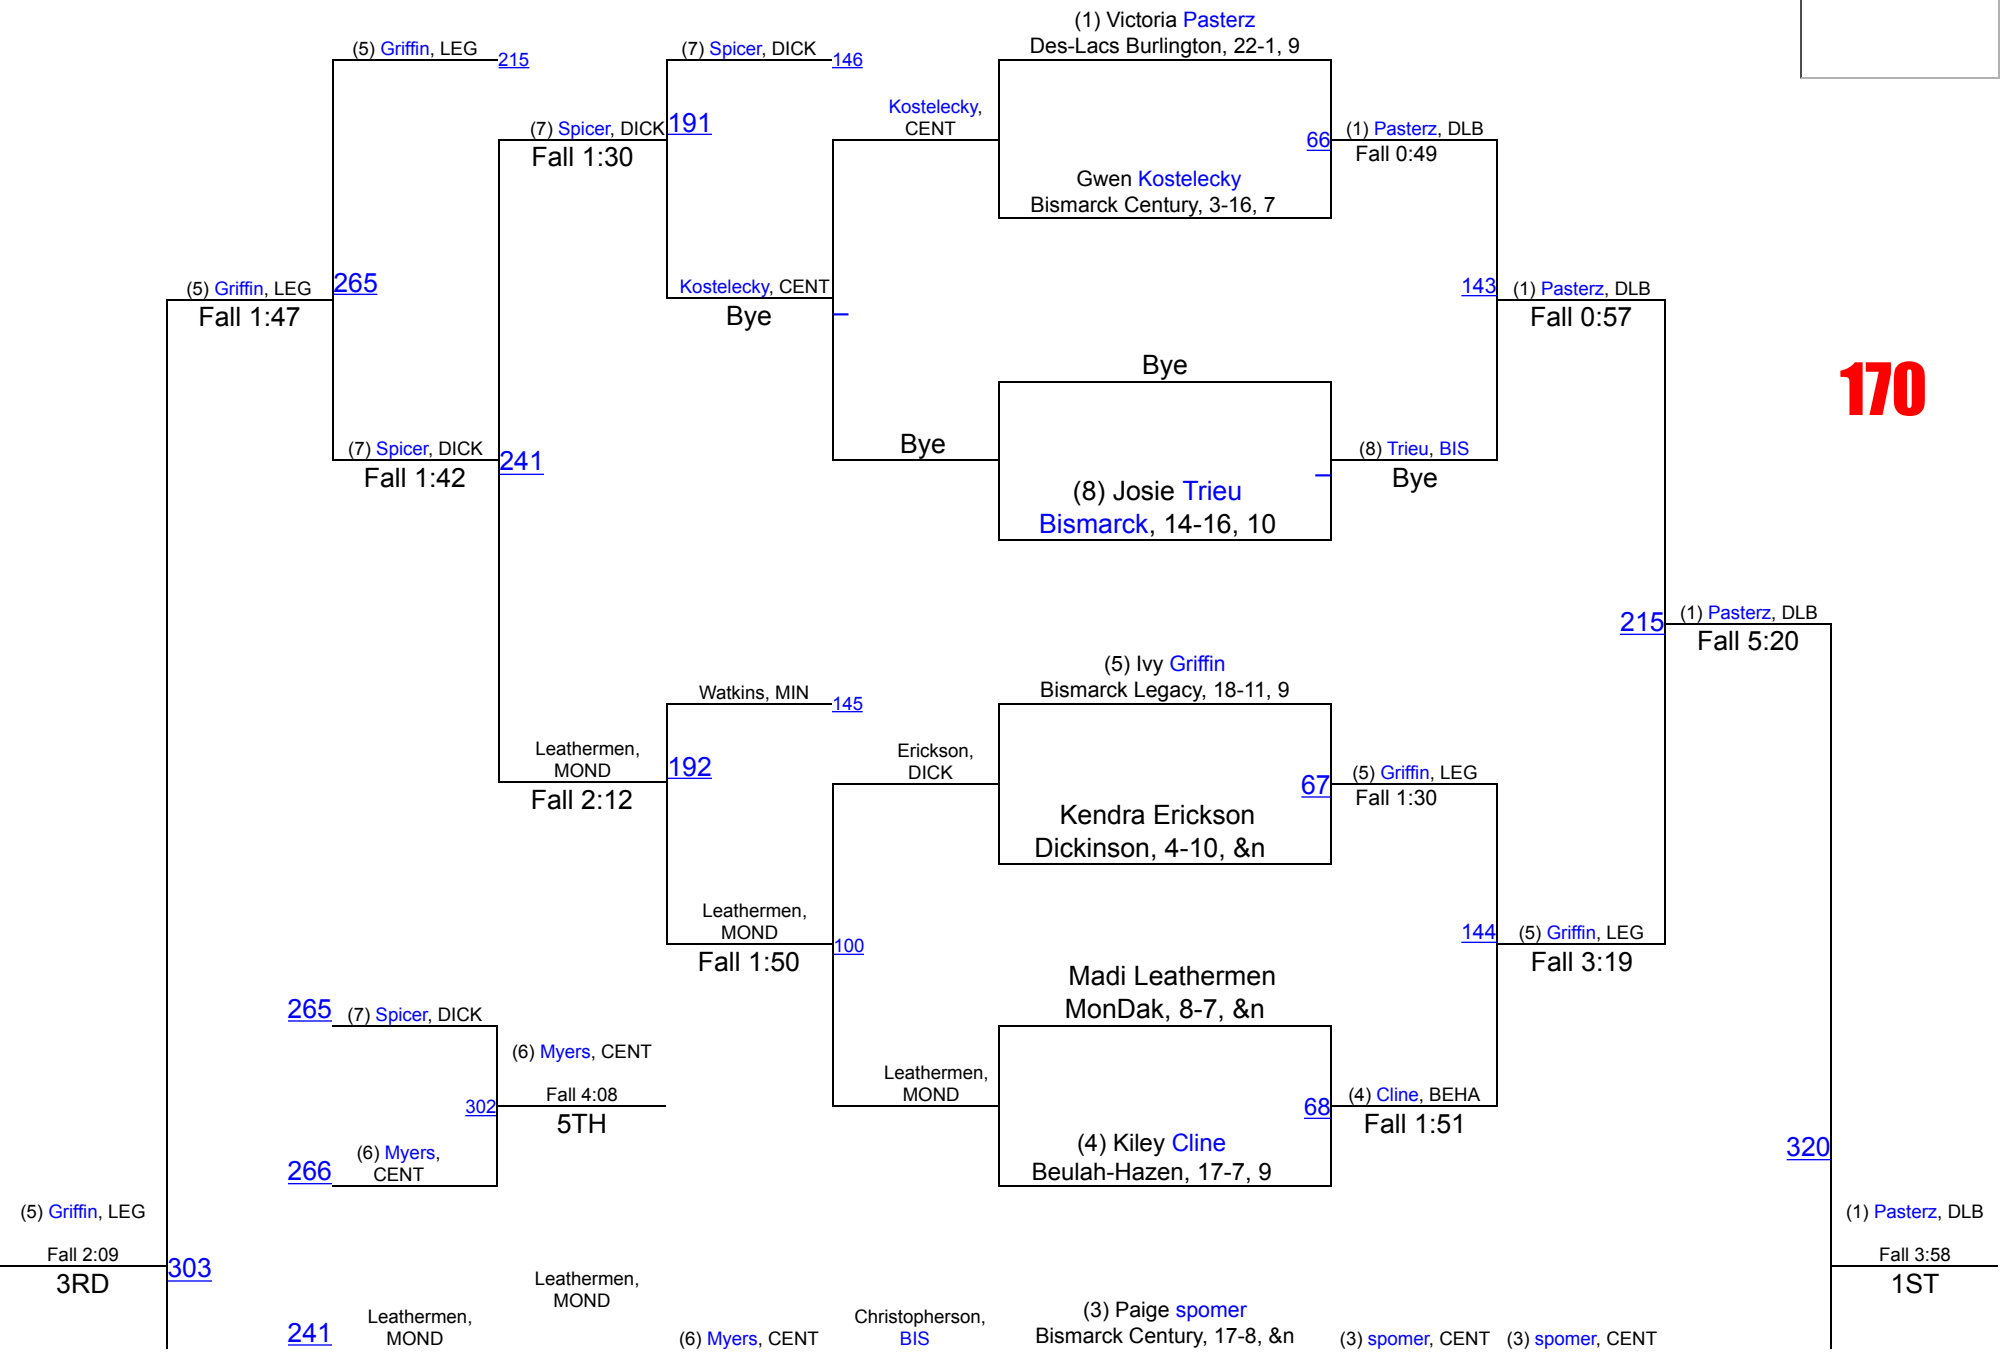 (1) Victoria Pasterz
Des-Lacs Burlington, 22-1, 9
(5) Griffin, LEG
215
(7) Spicer, DICK
146
Kostelecky,
CENT
(7) Spicer, DICK
191
Fall 1:30
66
(1) Pasterz, DLB
Fall 0:49
Gwen Kostelecky
Bismarck Century, 3-16, 7
(5) Griffin, LEG
265
Fall 1:47
Kostelecky, CENT
Bye
143
(1) Pasterz, DLB
Fall 0:57
Bye
170
(7) Spicer, DICK
241
Fall 1:42
Bye
(8) Trieu, BIS
Bye
(8) Josie Trieu
Bismarck, 14-16, 10
215
(1) Pasterz, DLB
Fall 5:20
(5) Ivy Griffin
Bismarck Legacy, 18-11, 9
Watkins, MIN
145
Leathermen,
MOND
192
Fall 2:12
Erickson,
DICK
67
(5) Griffin, LEG
Fall 1:30
Kendra Erickson
Dickinson, 4-10, &n
Leathermen,
MOND
100
Fall 1:50
144
(5) Griffin, LEG
Fall 3:19
Madi Leathermen
MonDak, 8-7, &n
265
(7) Spicer, DICK
(6) Myers, CENT
302
Fall 4:08
5TH
Leathermen,
MOND
68
(4) Cline, BEHA
Fall 1:51
(4) Kiley Cline
Beulah-Hazen, 17-7, 9
266
(6) Myers,
CENT
320
(5) Griffin, LEG
Fall 2:09
3RD
303
(1) Pasterz, DLB
Fall 3:58
1ST
241
Leathermen,
MOND
Leathermen,
MOND
(6) Myers, CENT
Christopherson,
BIS
(3) Paige spomer
Bismarck Century, 17-8, &n
(3) spomer, CENT
(3) spomer, CENT